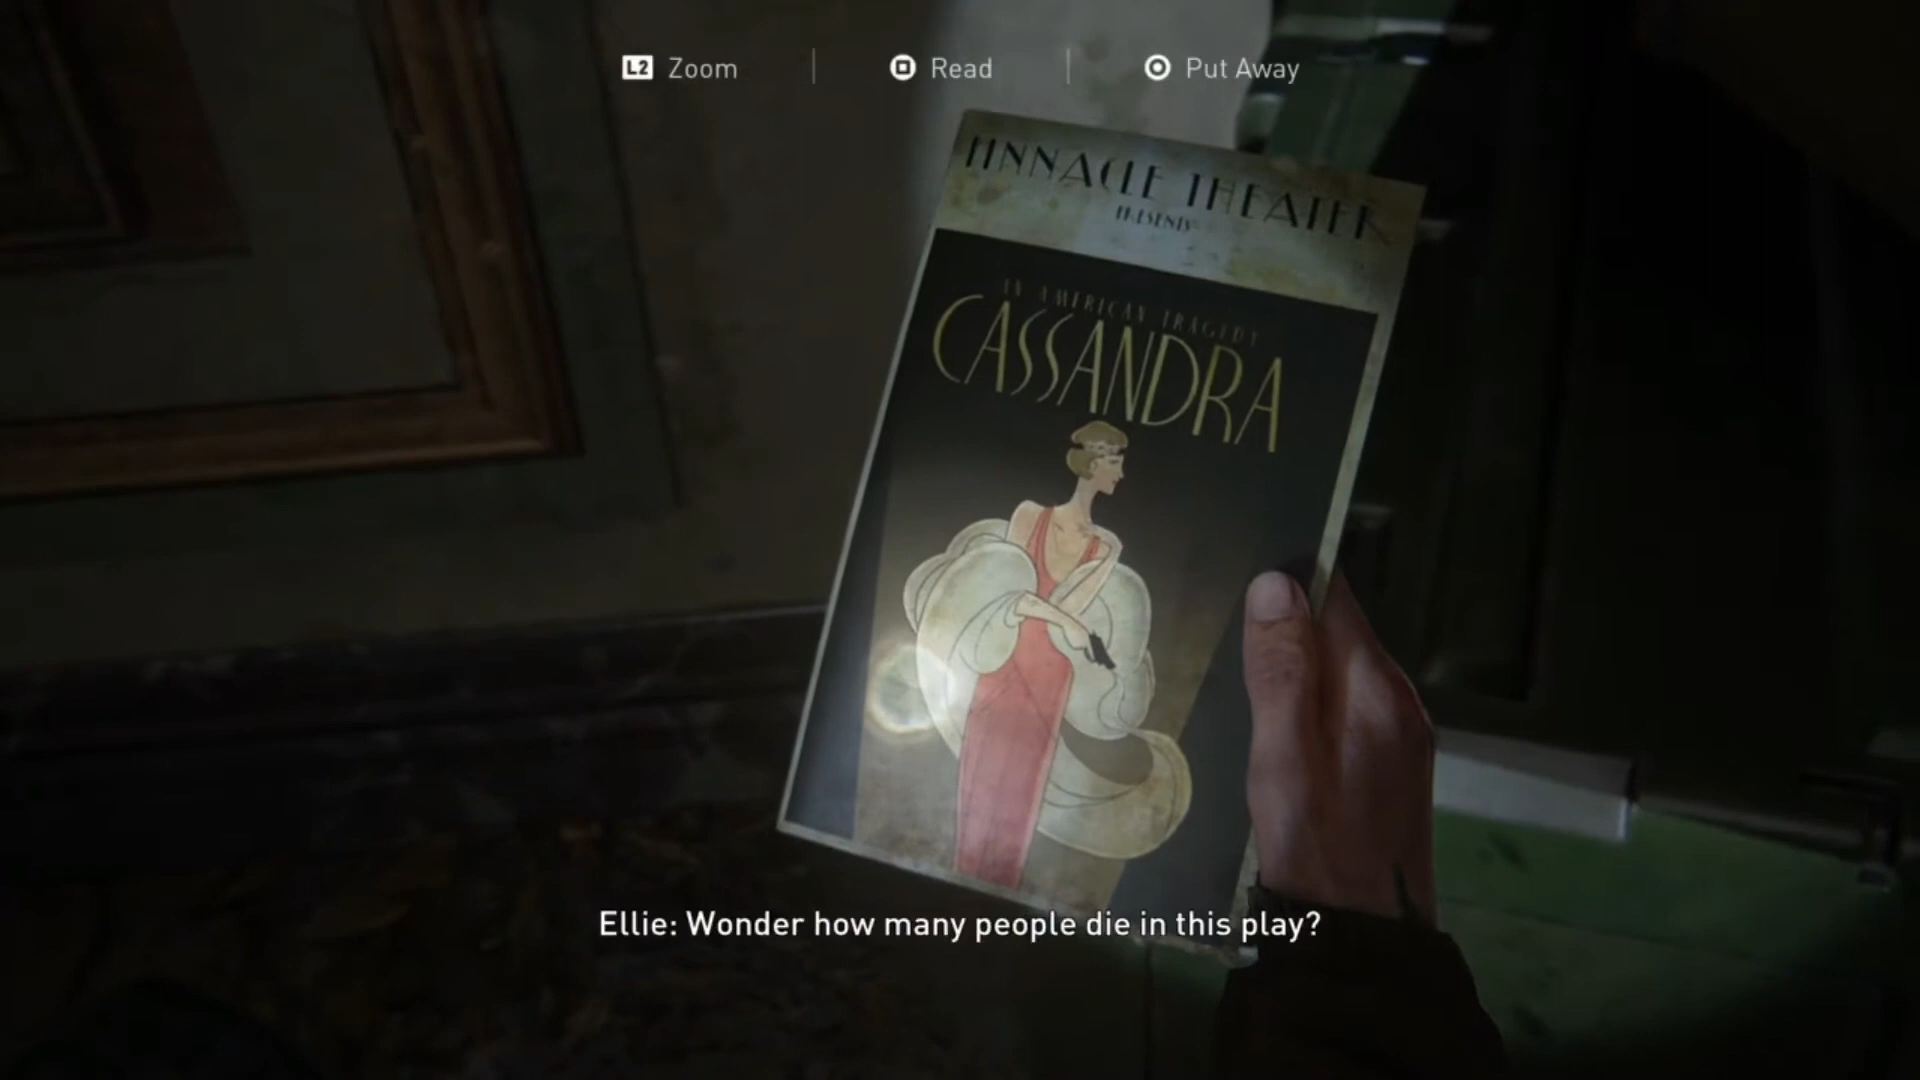 L2 Zoom | Read | Put Away
PINNACLE THEATER
PRESENTS
AN AMERICAN TRAGEDY
CASSANDRA
Ellie: Wonder how many people die in this play?